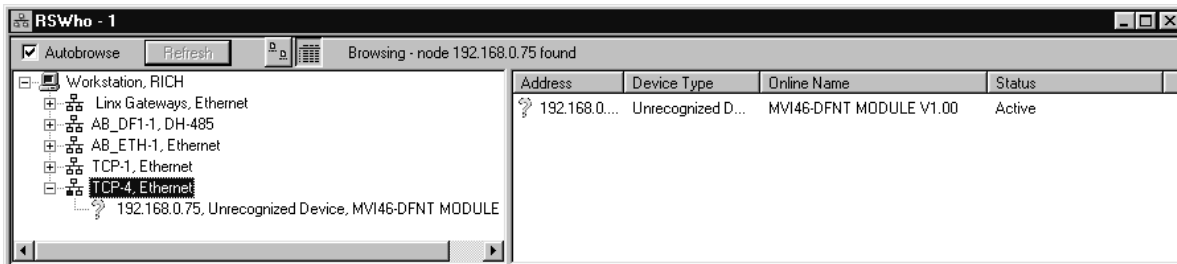 RSWho - 1
Autobrowse
Refresh
Browsing - node 192.168.0.75 found
Workstation, RICH
Linx Gateways, Ethernet
AB_DF1-1, DH-485
AB_ETH-1, Ethernet
TCP-1, Ethernet
TCP-4, Ethernet
192.168.0.75, Unrecognized Device, MVI46-DFNT MODULE
Address Device Type Online Name Status
192.168.0.... Unrecognized D... MVI46-DFNT MODULE V1.00 Active